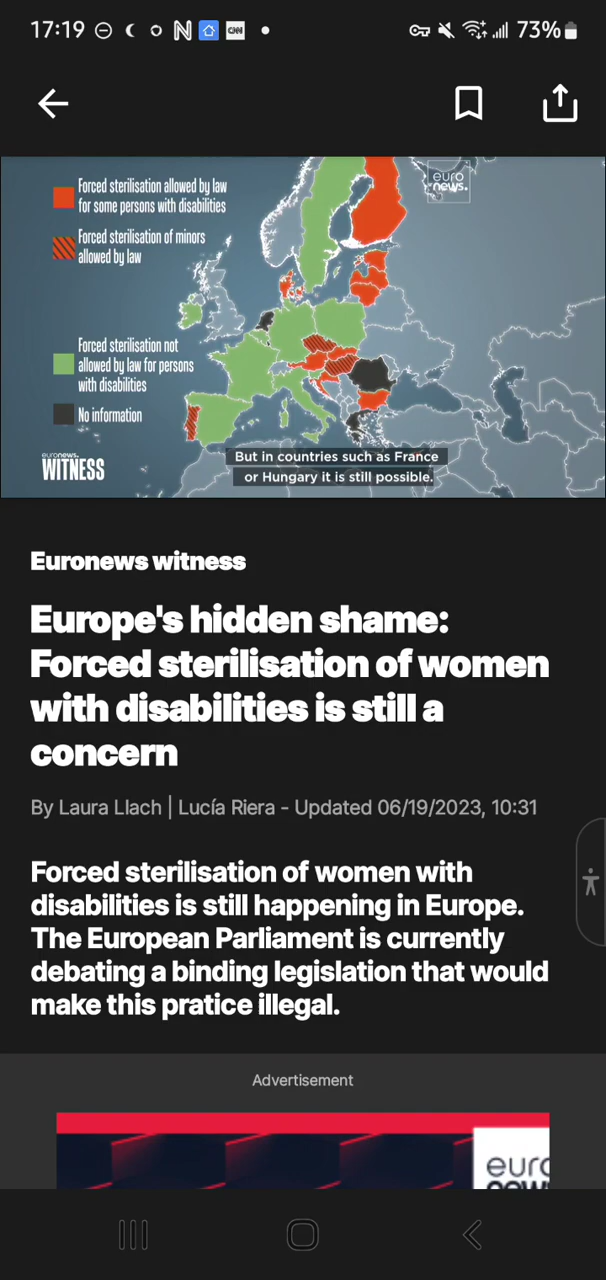 17:19
CNN
73%
Forced sterilisation allowed by law
for some persons with disabilities
Forced sterilisation of minors
allowed by law
Forced sterilisation not
allowed by law for persons
with disabilities
No information
euro
news.
euronews.
WITNESS
But in countries such as France
or Hungary it is still possible.
Euronews witness
Europe's hidden shame:
Forced sterilisation of women
with disabilities is still a
concern
By Laura Llach | Lucía Riera - Updated 06/19/2023, 10:31
Forced sterilisation of women with
disabilities is still happening in Europe.
The European Parliament is currently
debating a binding legislation that would
make this pratice illegal.
Advertisement
euro
news